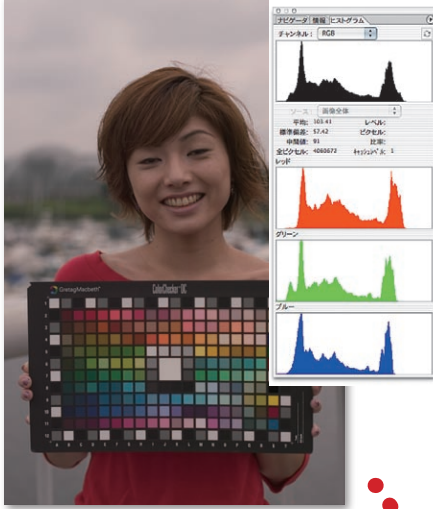 ナビゲータ 情報 ヒストグラム
チャンネル: RGB
ソース: 画像全体
平均: 103.41 レベル:
標準偏差: 57.42 ピクセル:
中間値: 91 比率:
全ピクセル: 4060672 キャッシュレベル: 1
レッド
グリーン
ブルー
GretagMacbeth
ColorChecker DC